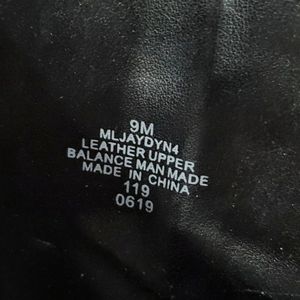 9M
MLJAYDYN4
LEATHER UPPER
BALANCE MAN MADE
MADE IN CHINA
119
0619